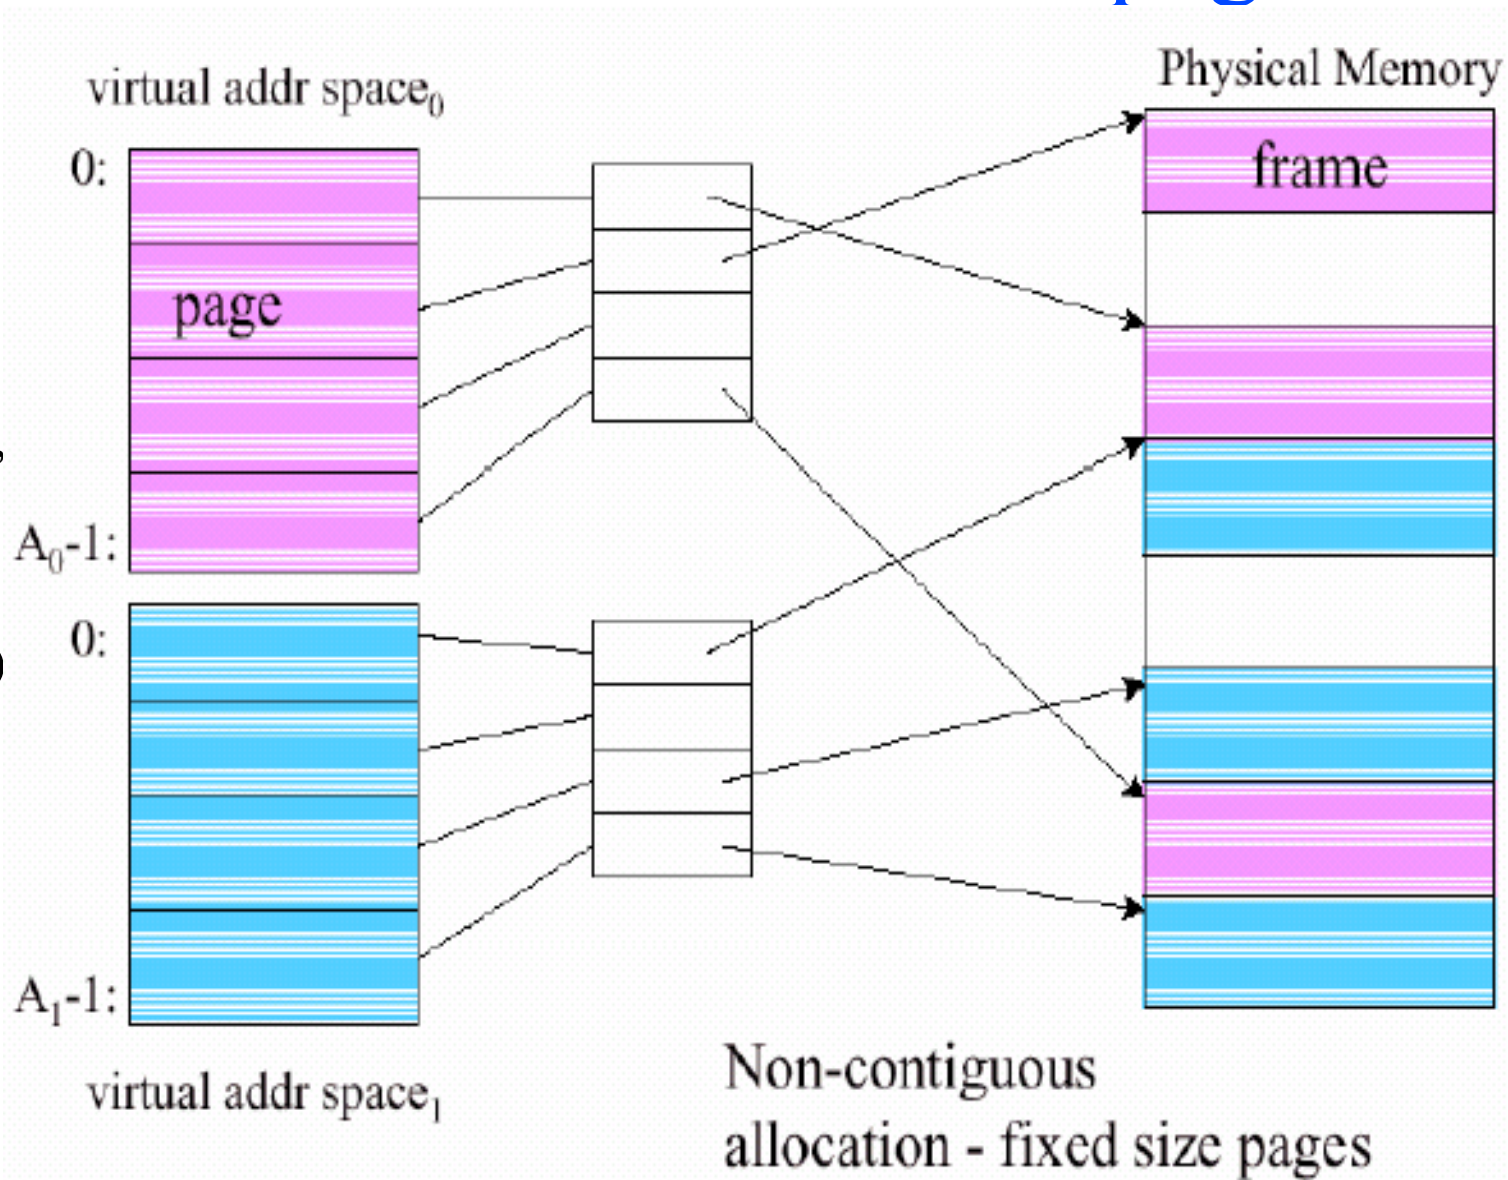 virtual addr space₀
Physical Memory
0:
frame
page
A₀-1:
0:
A₁-1:
virtual addr space₁
Non-contiguous
allocation - fixed size pages